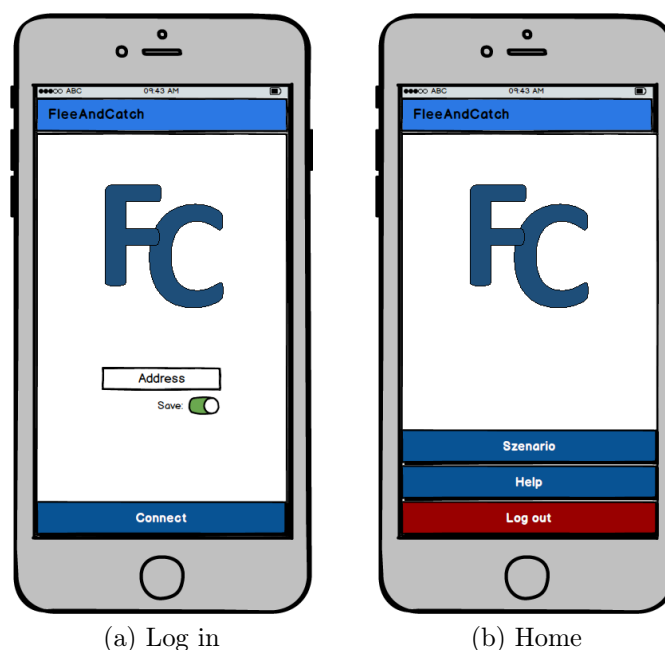 ABC 09:43 AM
FleeAndCatch
FC
Address
Save:
Connect
(a) Log in
ABC 09:43 AM
FleeAndCatch
FC
Szenario
Help
Log out
(b) Home